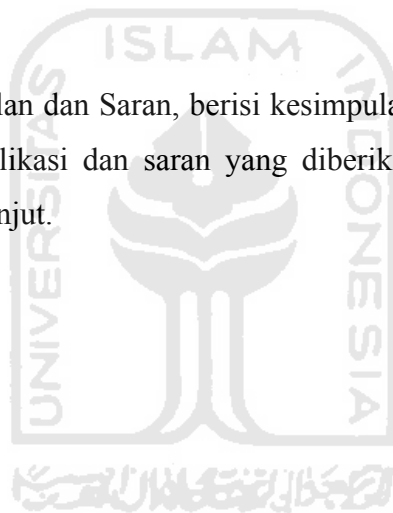 ISLAM
UNIVERSITAS
INDONESIA
lan dan Saran, berisi kesimpula
likasi dan saran yang diberik
njut.